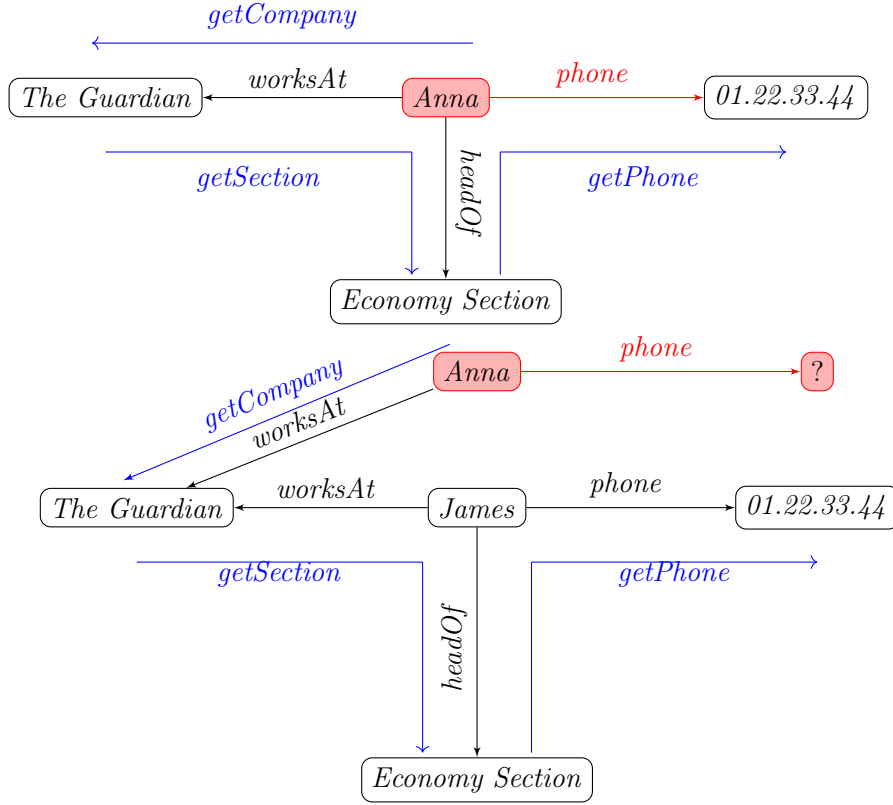 getCompany
The Guardian worksAt Anna phone 01.22.33.44
getSection headOf getPhone
Economy Section
getCompany Anna phone ?
worksAt
The Guardian worksAt James phone 01.22.33.44
getSection getPhone
headOf
Economy Section